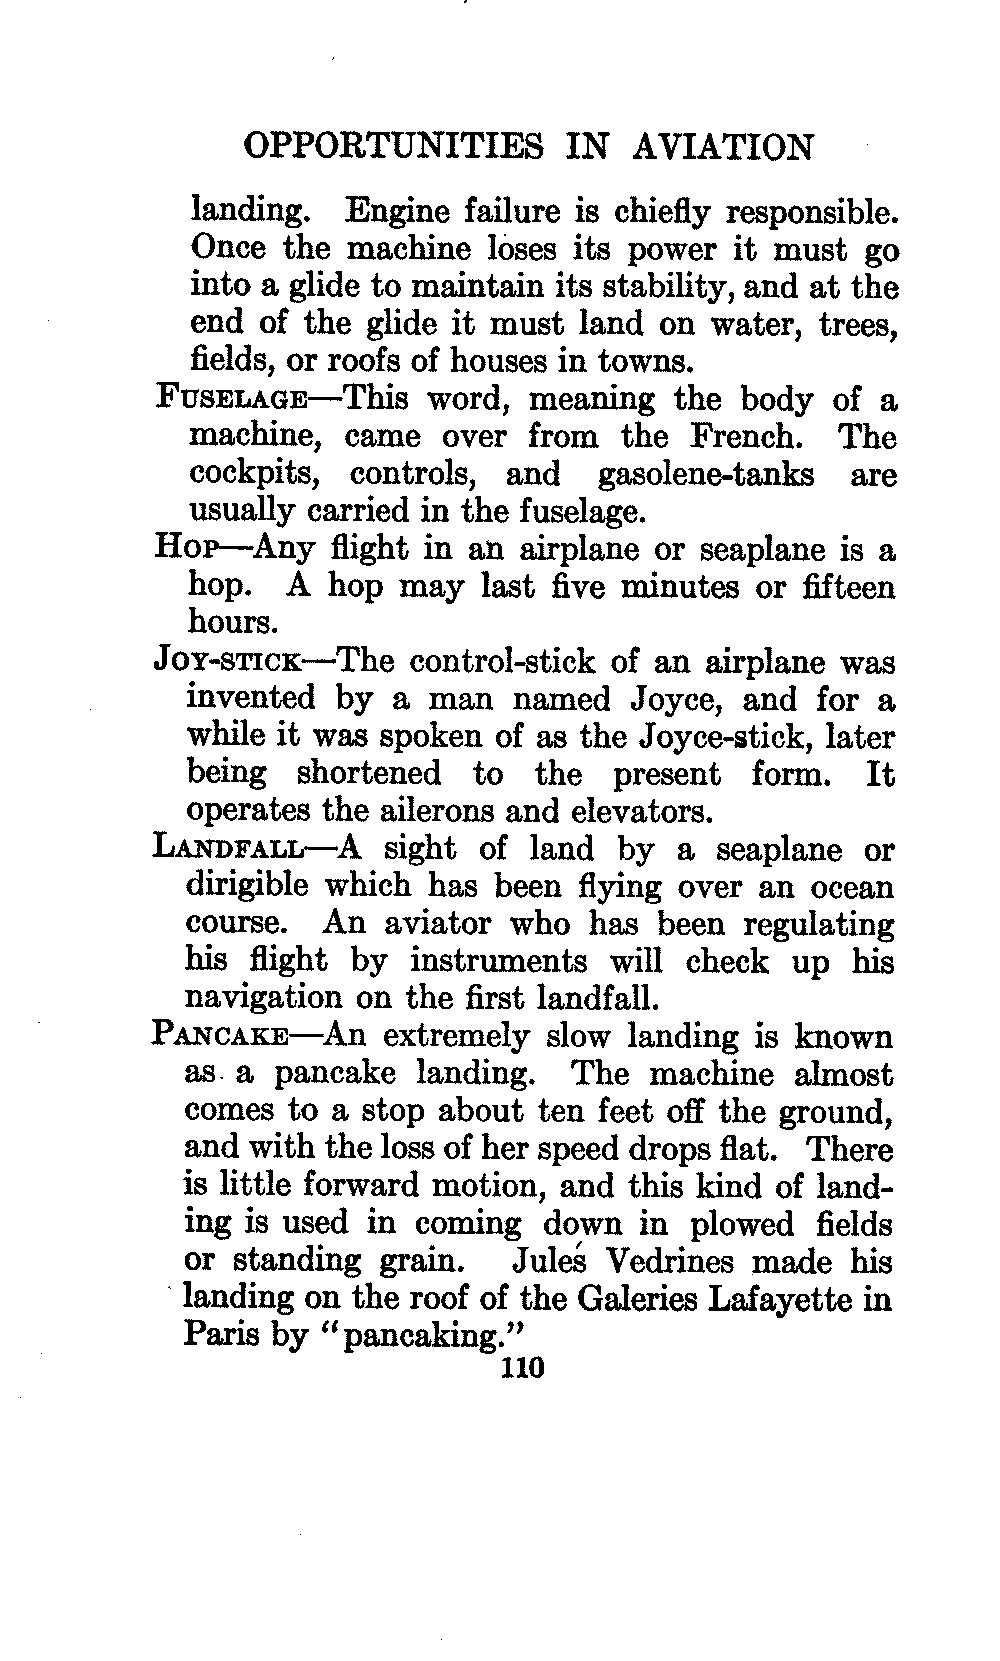 OPPORTUNITIES IN AVIATION
landing. Engine failure is chiefly responsible.
Once the machine loses its power it must go
into a glide to maintain its stability, and at the
end of the glide it must land on water, trees,
fields, or roofs of houses in towns.
FUSELAGE—This word, meaning the body of a
machine, came over from the French. The
cockpits, controls, and gasolene-tanks are
usually carried in the fuselage.
HOP—Any flight in an airplane or seaplane is a
hop. A hop may last five minutes or fifteen
hours.
JOY-STICK—The control-stick of an airplane was
invented by a man named Joyce, and for a
while it was spoken of as the Joyce-stick, later
being shortened to the present form. It
operates the ailerons and elevators.
LANDFALL—A sight of land by a seaplane or
dirigible which has been flying over an ocean
course. An aviator who has been regulating
his flight by instruments will check up his
navigation on the first landfall.
PANCAKE—An extremely slow landing is known
as a pancake landing. The machine almost
comes to a stop about ten feet off the ground,
and with the loss of her speed drops flat. There
is little forward motion, and this kind of land-
ing is used in coming down in plowed fields
or standing grain. Jules Vedrines made his
landing on the roof of the Galeries Lafayette in
Paris by "pancaking."
110